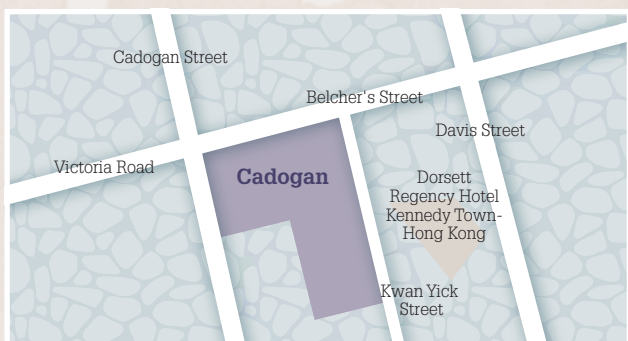 Cadogan Street
Belcher's Street
Davis Street
Victoria Road
Cadogan
Dorsett
Regency Hotel
Kennedy Town-
Hong Kong
Kwan Yick
Street